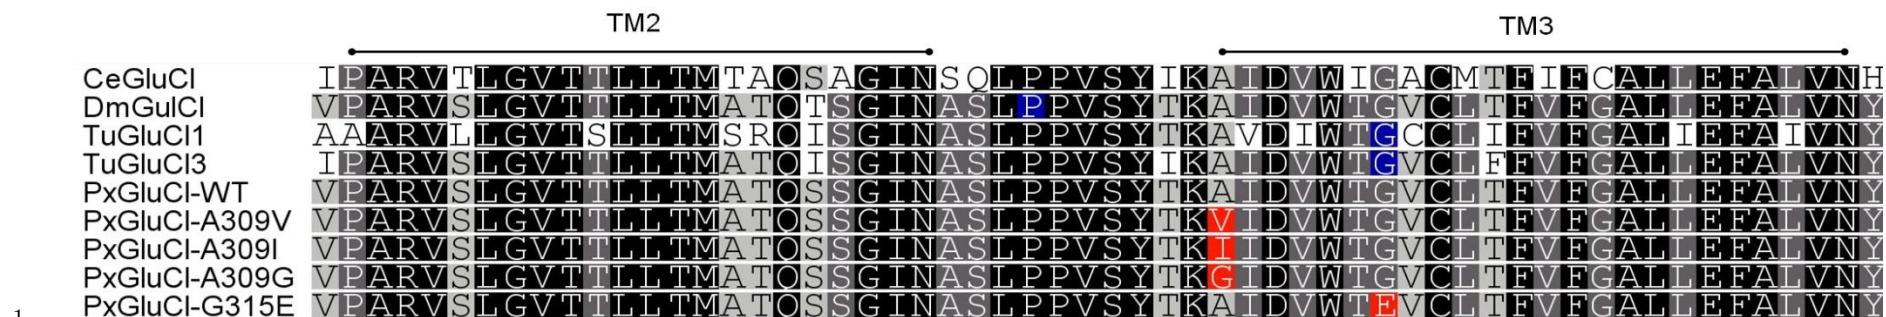 TM2 TM3
CeGluCl IPARVTLGVTTLLTMTAQSAGINSQLPPVSYIKAIDVWIGACMTFIFCALLEFALVNH
DmGulCl VPARVSLGVTTLLTMATQTSGINASLPPVSYTKAIDVWTGVCLTFVFGALLEFALVNY
TuGluCl1 AAARVLLGVTSLLTMSRQISGINASLPPVSYTKAVDIWTGCCLIFVFGALIEFAIVNY
TuGluCl3 IPARVSLGVTTLLTMATQISGINASLPPVSYIKAIDVWTGVCLFFVFGALLEFALVNY
PxGluCl-WT VPARVSLGVTTLLTMATQSSGINASLPPVSYTKAIDVWTGVCLTFVFGALLEFALVNY
PxGluCl-A309V VPARVSLGVTTLLTMATQSSGINASLPPVSYTKVIDVWTGVCLTFVFGALLEFALVNY
PxGluCl-A309I VPARVSLGVTTLLTMATQSSGINASLPPVSYTKIIDVWTGVCLTFVFGALLEFALVNY
PxGluCl-A309G VPARVSLGVTTLLTMATQSSGINASLPPVSYTKGIDVWTGVCLTFVFGALLEFALVNY
PxGluCl-G315E VPARVSLGVTTLLTMATQSSGINASLPPVSYTKAIDVWTEVCLTFVFGALLEFALVNY
1